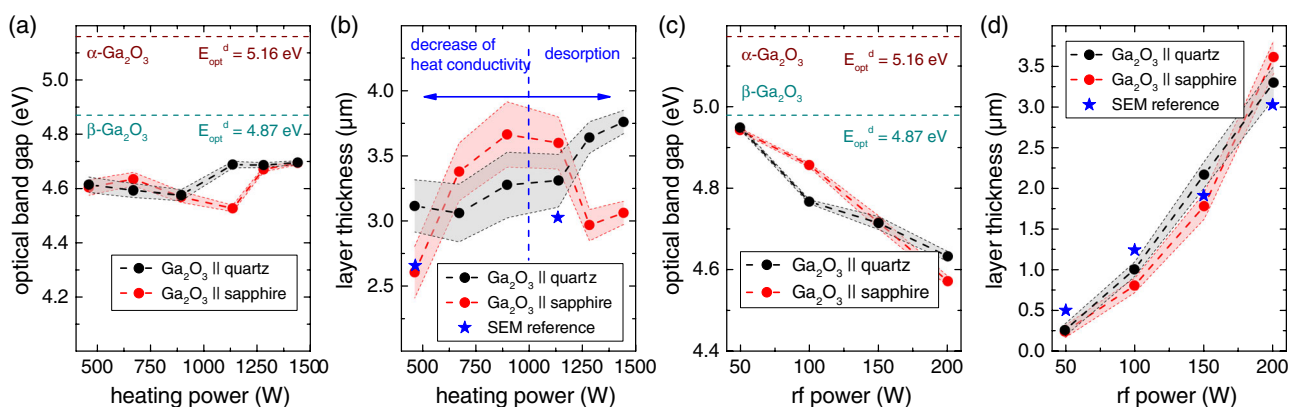 (a)
optical band gap (eV)
5.0
4.8
4.6
4.4
4.2
α-Ga₂O₃ E_opt^d = 5.16 eV
β-Ga₂O₃ E_opt^d = 4.87 eV
Ga₂O₃ || quartz
Ga₂O₃ || sapphire
500 750 1000 1250 1500
heating power (W)
(b)
layer thickness (μm)
4.0
3.5
3.0
2.5
decrease of
heat conductivity
desorption
Ga₂O₃ || quartz
Ga₂O₃ || sapphire
SEM reference
500 750 1000 1250 1500
heating power (W)
(c)
optical band gap (eV)
5.0
4.8
4.6
4.4
α-Ga₂O₃ E_opt^d = 5.16 eV
β-Ga₂O₃
E_opt^d = 4.87 eV
Ga₂O₃ || quartz
Ga₂O₃ || sapphire
50 100 150 200
rf power (W)
(d)
layer thickness (μm)
3.5
3.0
2.5
2.0
1.5
1.0
0.5
0.0
Ga₂O₃ || quartz
Ga₂O₃ || sapphire
SEM reference
50 100 150 200
rf power (W)